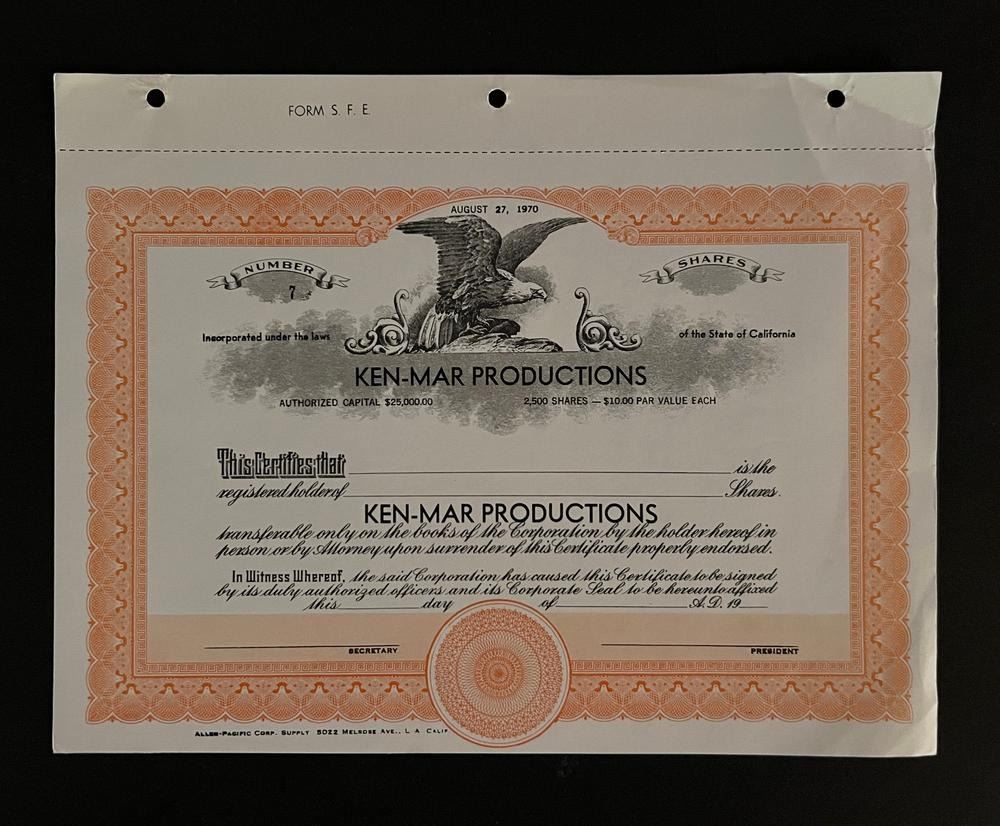 FORM S. F. E.
AUGUST 27, 1970
NUMBER
SHARES
7
Incorporated under the laws
of the State of California
KEN-MAR PRODUCTIONS
AUTHORIZED CAPITAL $25,000.00
2,500 SHARES — $10.00 PAR VALUE EACH
This Certifies that is the
registered holder of Shares.
KEN-MAR PRODUCTIONS
transferable only on the books of the Corporation by the holder hereof in
person or by Attorney upon surrender of this Certificate properly endorsed.
In Witness Whereof, the said Corporation has caused this Certificate to be signed
by its duly authorized officers and its Corporate Seal to be hereunto affixed
this day of A.D. 19
SECRETARY
PRESIDENT
ALLER-PACIFIC CORP. SUPPLY 5022 MELROSE AVE., L A CALIF